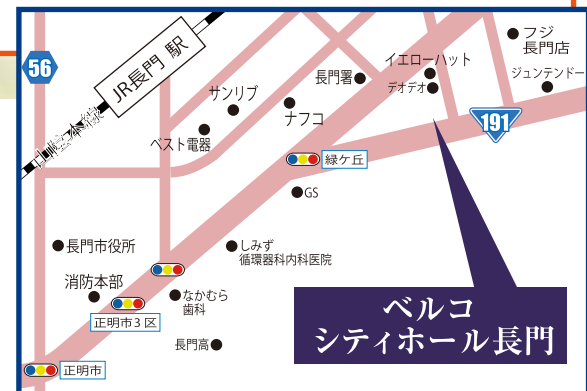 フジ
長門店
イエローハット
56
JR長門 駅
長門署
デオデオ
ジュンテンドー
サンリブ
ナフコ
191
山陰本線
ベスト電器
緑ケ丘
GS
長門市役所
しみず
循環器科内科医院
消防本部
なかむら
歯科
正明市3区
ベルコ
シティホール長門
長門高
正明市